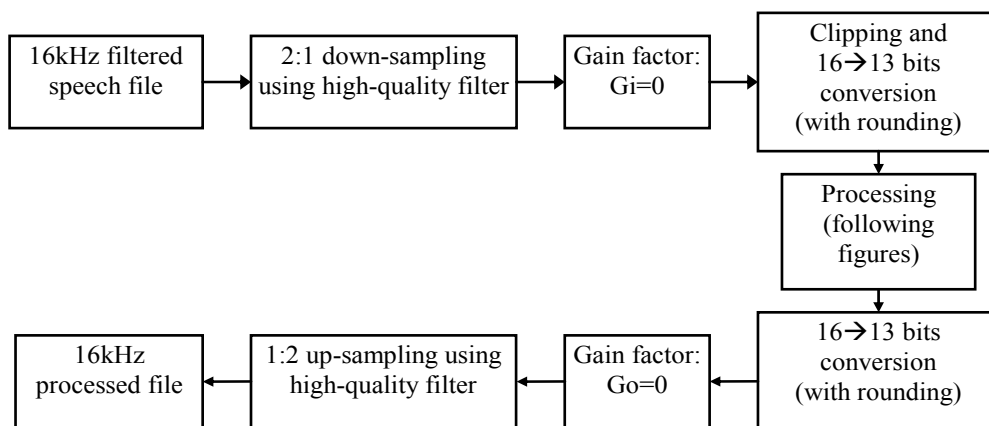 16kHz filtered
speech file
2:1 down-sampling
using high-quality filter
Gain factor:
Gi=0
Clipping and
16→13 bits
conversion
(with rounding)
Processing
(following
figures)
16→13 bits
conversion
(with rounding)
Gain factor:
Go=0
1:2 up-sampling using
high-quality filter
16kHz
processed file